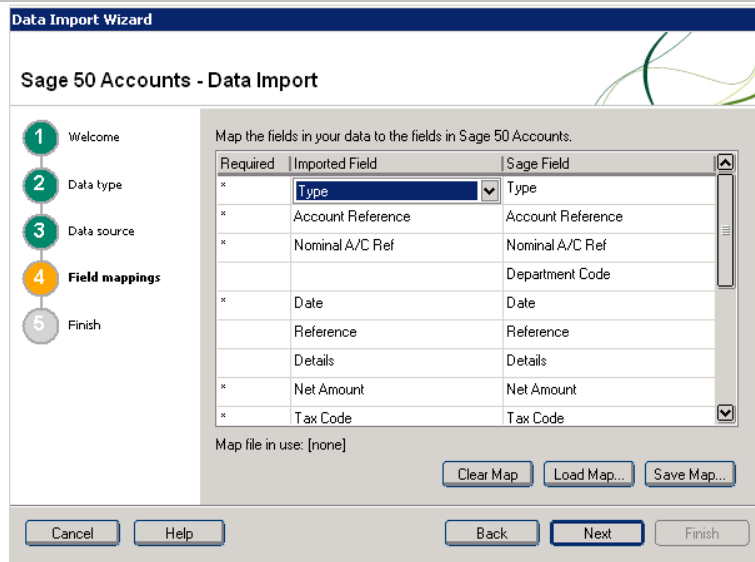 Data Import Wizard
Sage 50 Accounts - Data Import
1 Welcome
2 Data type
3 Data source
4 Field mappings
5 Finish
Map the fields in your data to the fields in Sage 50 Accounts.
Required Imported Field Sage Field
* Type Type
* Account Reference Account Reference
* Nominal A/C Ref Nominal A/C Ref
Department Code
* Date Date
Reference Reference
Details Details
* Net Amount Net Amount
* Tax Code Tax Code
Map file in use: [none]
Clear Map Load Map... Save Map...
Cancel Help Back Next Finish